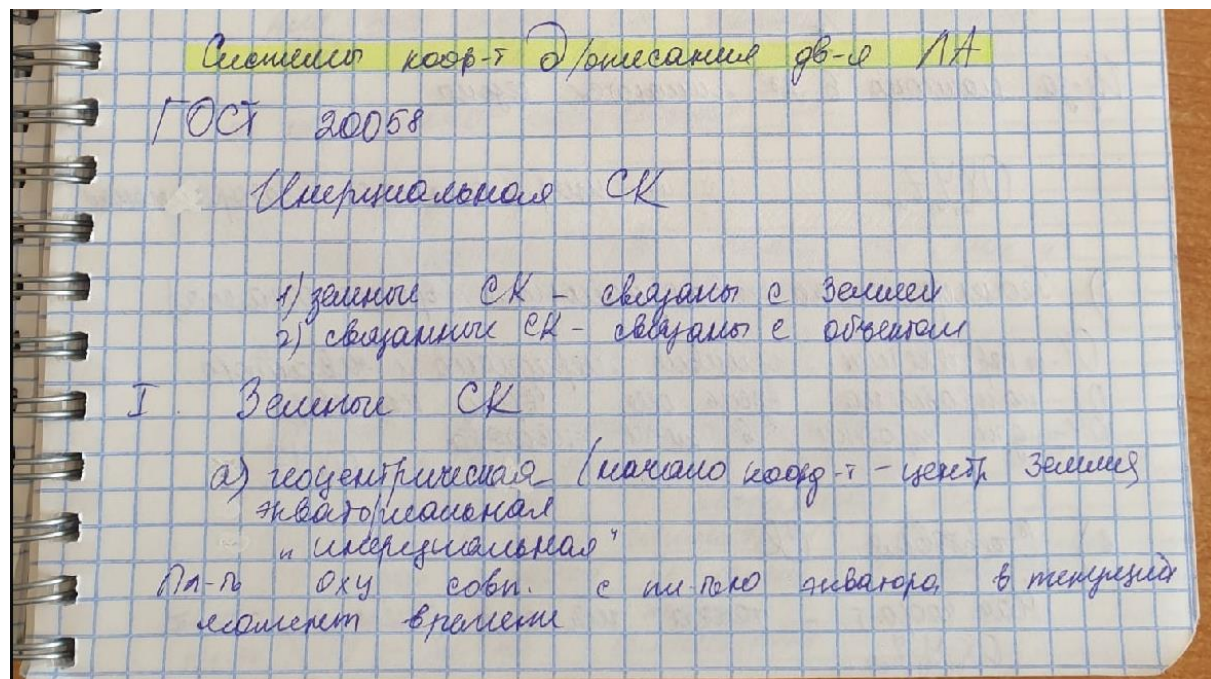 Системы коор-т д/описания дв-я ЛА
ГОСТ 20058
Инерциальная СК
1) земные СК - связаны с Землей
2) связанные СК - связаны с объектом
I. Земные СК
а) геоцентрическая (начало коорд-т - центр Земли)
экваториальная
„инерциальная"
Пл-ть OXY совп. с пл-тью экватора в текущий
момент времени